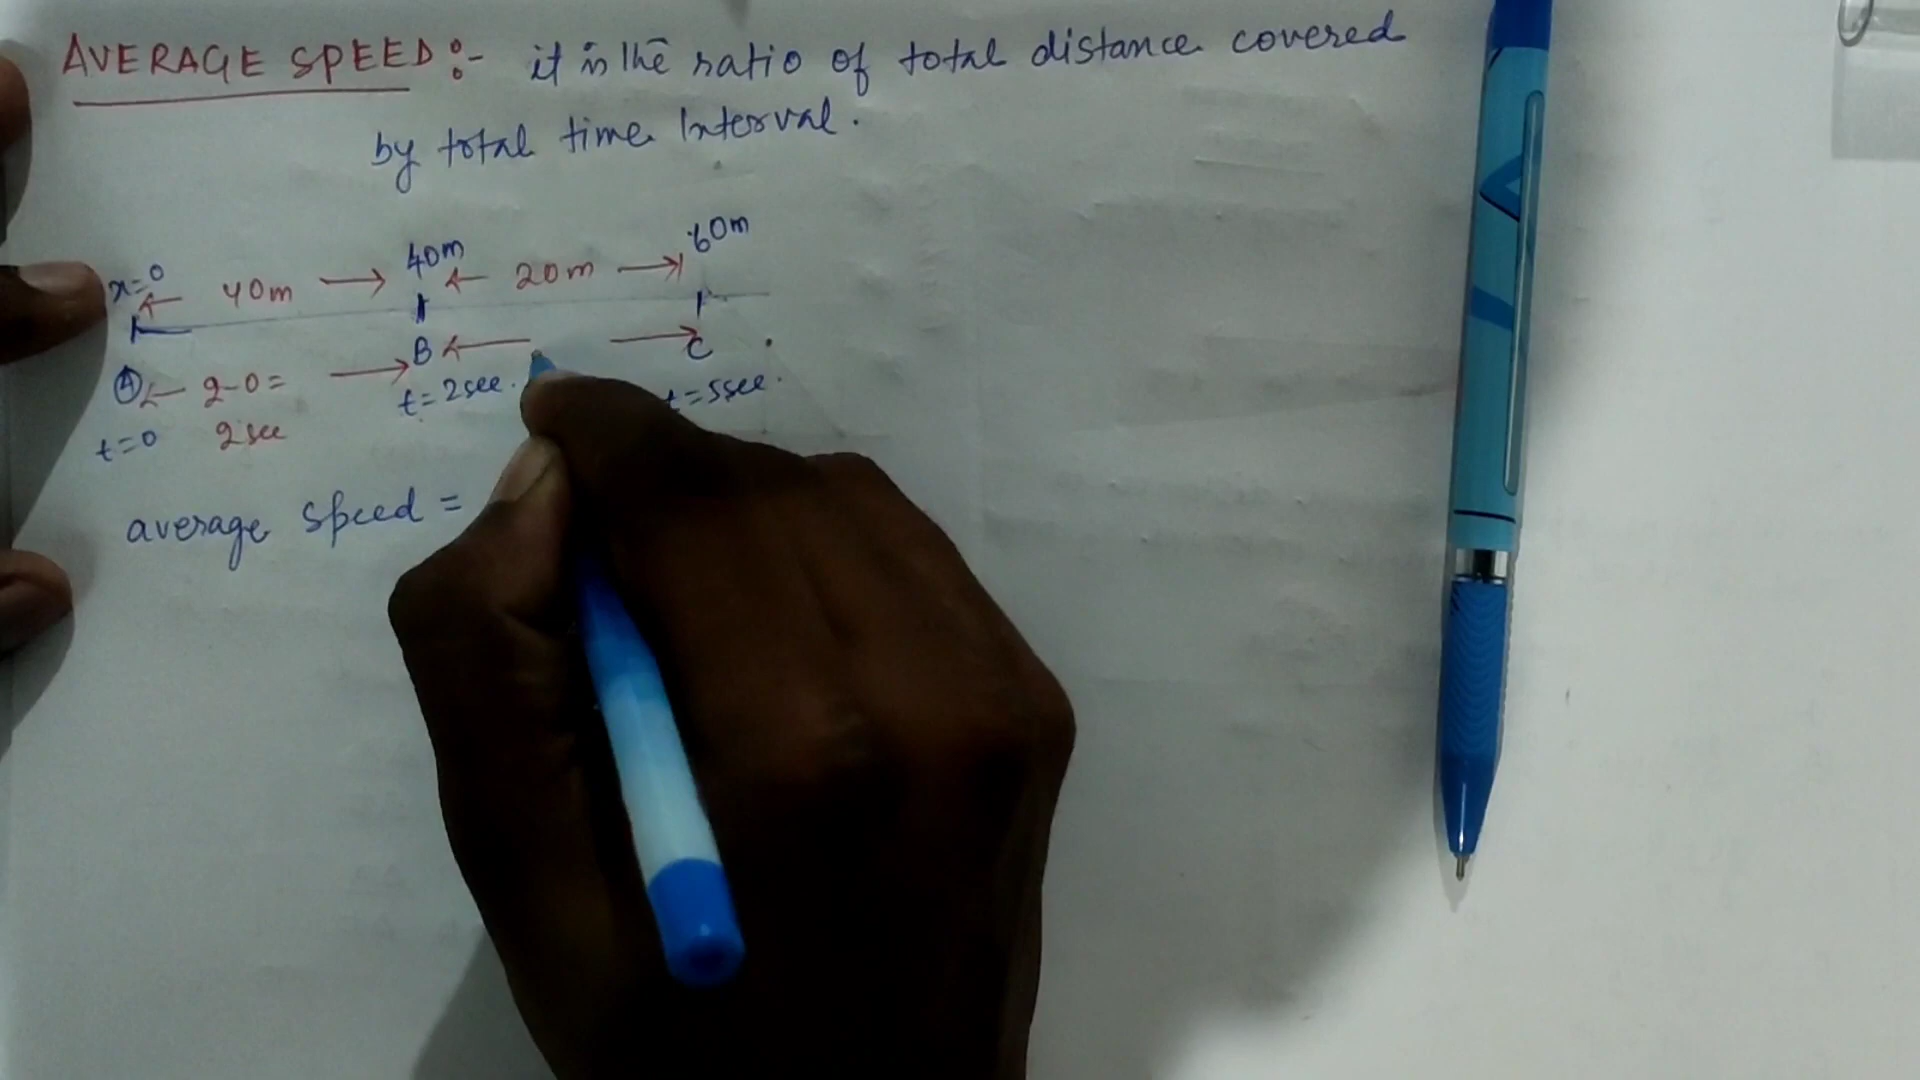 AVERAGE SPEED :- it is the ratio of total distance covered
by total time Interval.
x=0 ← 40m → 40m ← 20m → 60m
A ← 2-0= → B ← → C
t=0 2sec t=2sec. t=5sec.
average speed =